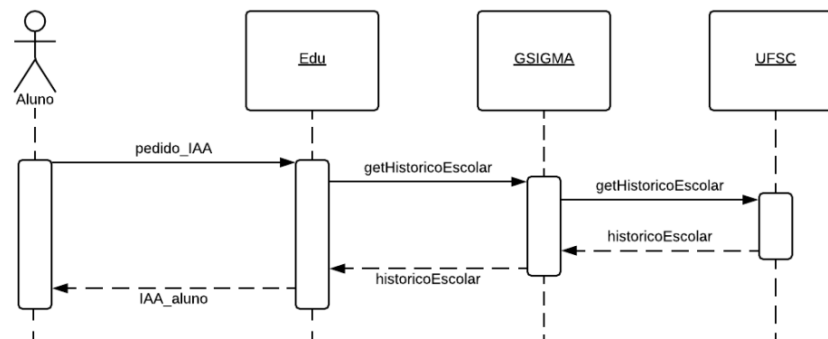 Edu
GSIGMA
UFSC
Aluno
pedido_IAA
getHistoricoEscolar
getHistoricoEscolar
historicoEscolar
historicoEscolar
IAA_aluno